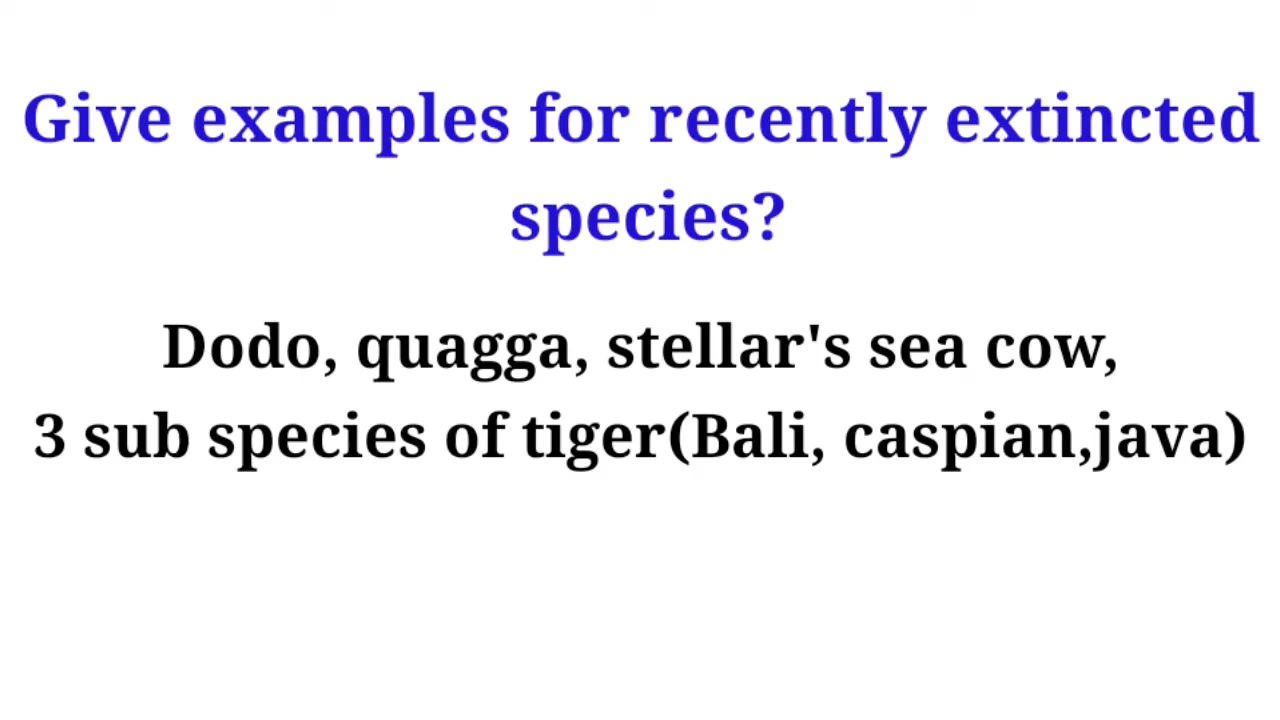 Give examples for recently extincted
species?
Dodo, quagga, stellar's sea cow,
3 sub species of tiger(Bali, caspian,java)